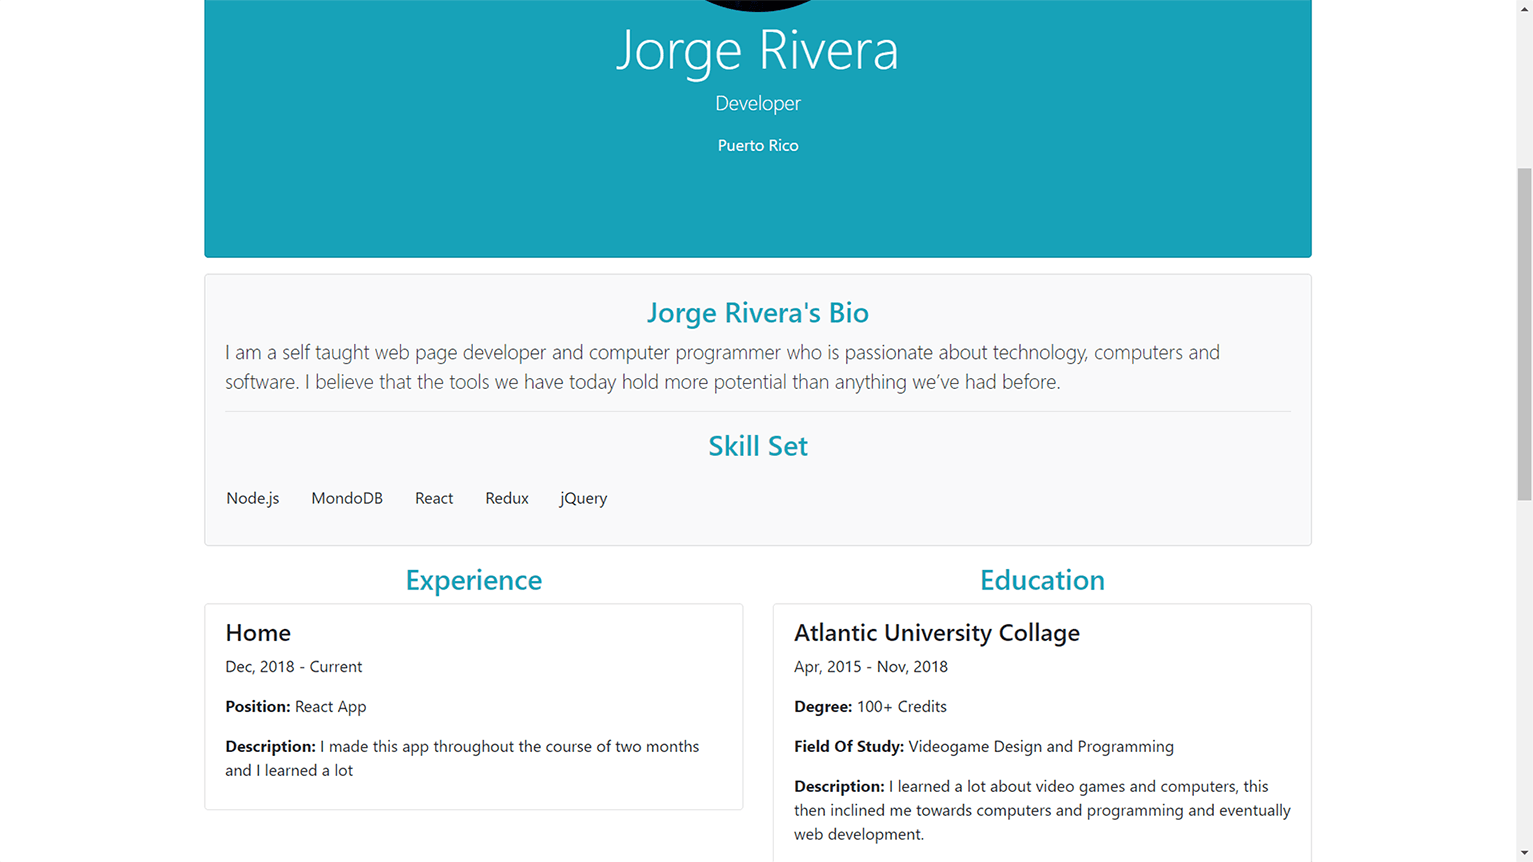 Jorge Rivera
Developer
Puerto Rico
Jorge Rivera's Bio
I am a self taught web page developer and computer programmer who is passionate about technology, computers and
software. I believe that the tools we have today hold more potential than anything we’ve had before.
Skill Set
Node.js MondoDB React Redux jQuery
Experience
Home
Dec, 2018 - Current
Position: React App
Description: I made this app throughout the course of two months
and I learned a lot
Education
Atlantic University Collage
Apr, 2015 - Nov, 2018
Degree: 100+ Credits
Field Of Study: Videogame Design and Programming
Description: I learned a lot about video games and computers, this
then inclined me towards computers and programming and eventually
web development.